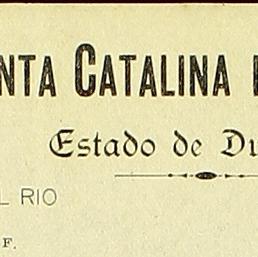 NTA CATALINA
Estado de Du
L RIO
F.